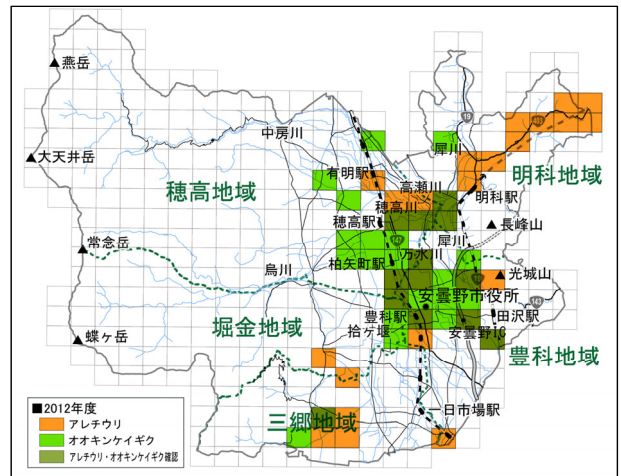 燕岳
大天井岳
中房川
犀川
19
403
有明駅
高瀬川
明科地域
穂高地域
穂高川
明科駅
穂高駅
長峰山
常念岳
147
犀川
柏矢町駅
万水川
烏川
光城山
19
安曇野市役所
143
堀金地域
豊科駅
田沢駅
蝶ヶ岳
拾ヶ堰
安曇野IC
豊科地域
一日市場駅
三郷地域
■2012年度
アレチウリ
オオキンケイギク
アレチウリ・オオキンケイギク確認